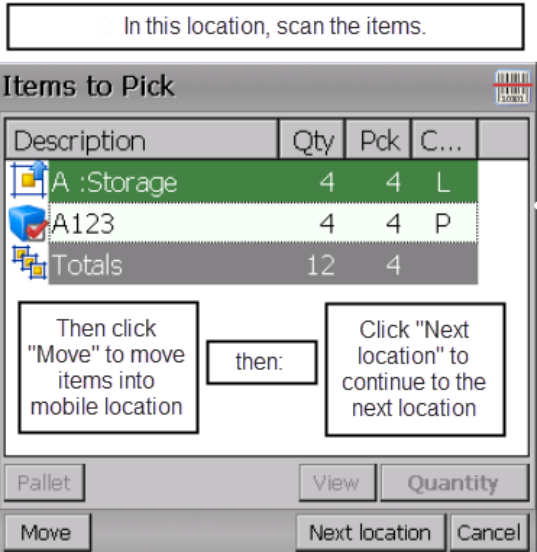 In this location, scan the items.
Items to Pick
Description Qty Pck C...
A :Storage 4 4 L
A123 4 4 P
Totals 12 4
Then click
"Move" to move
items into
mobile location
then:
Click "Next
location" to
continue to the
next location
Pallet View Quantity
Move Next location Cancel